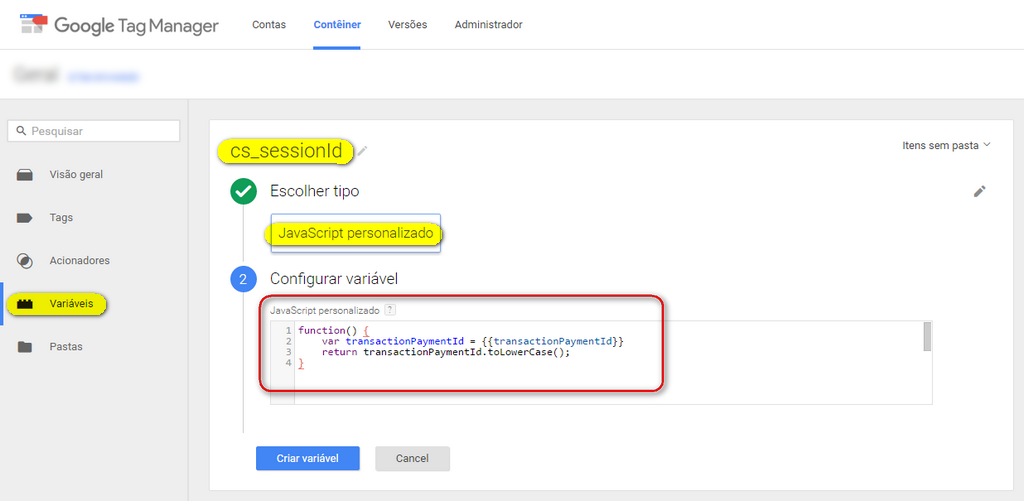 Google Tag Manager
Contas
Contêiner
Versões
Administrador
Pesquisar
Visão geral
Tags
Acionadores
Variáveis
Pastas
cs_sessionId
Itens sem pasta
Escolher tipo
JavaScript personalizado
2
Configurar variável
JavaScript personalizado ?
1 function() {
2 var transactionPaymentId = {{transactionPaymentId}}
3 return transactionPaymentId.toLowerCase();
4 }
Criar variável
Cancel